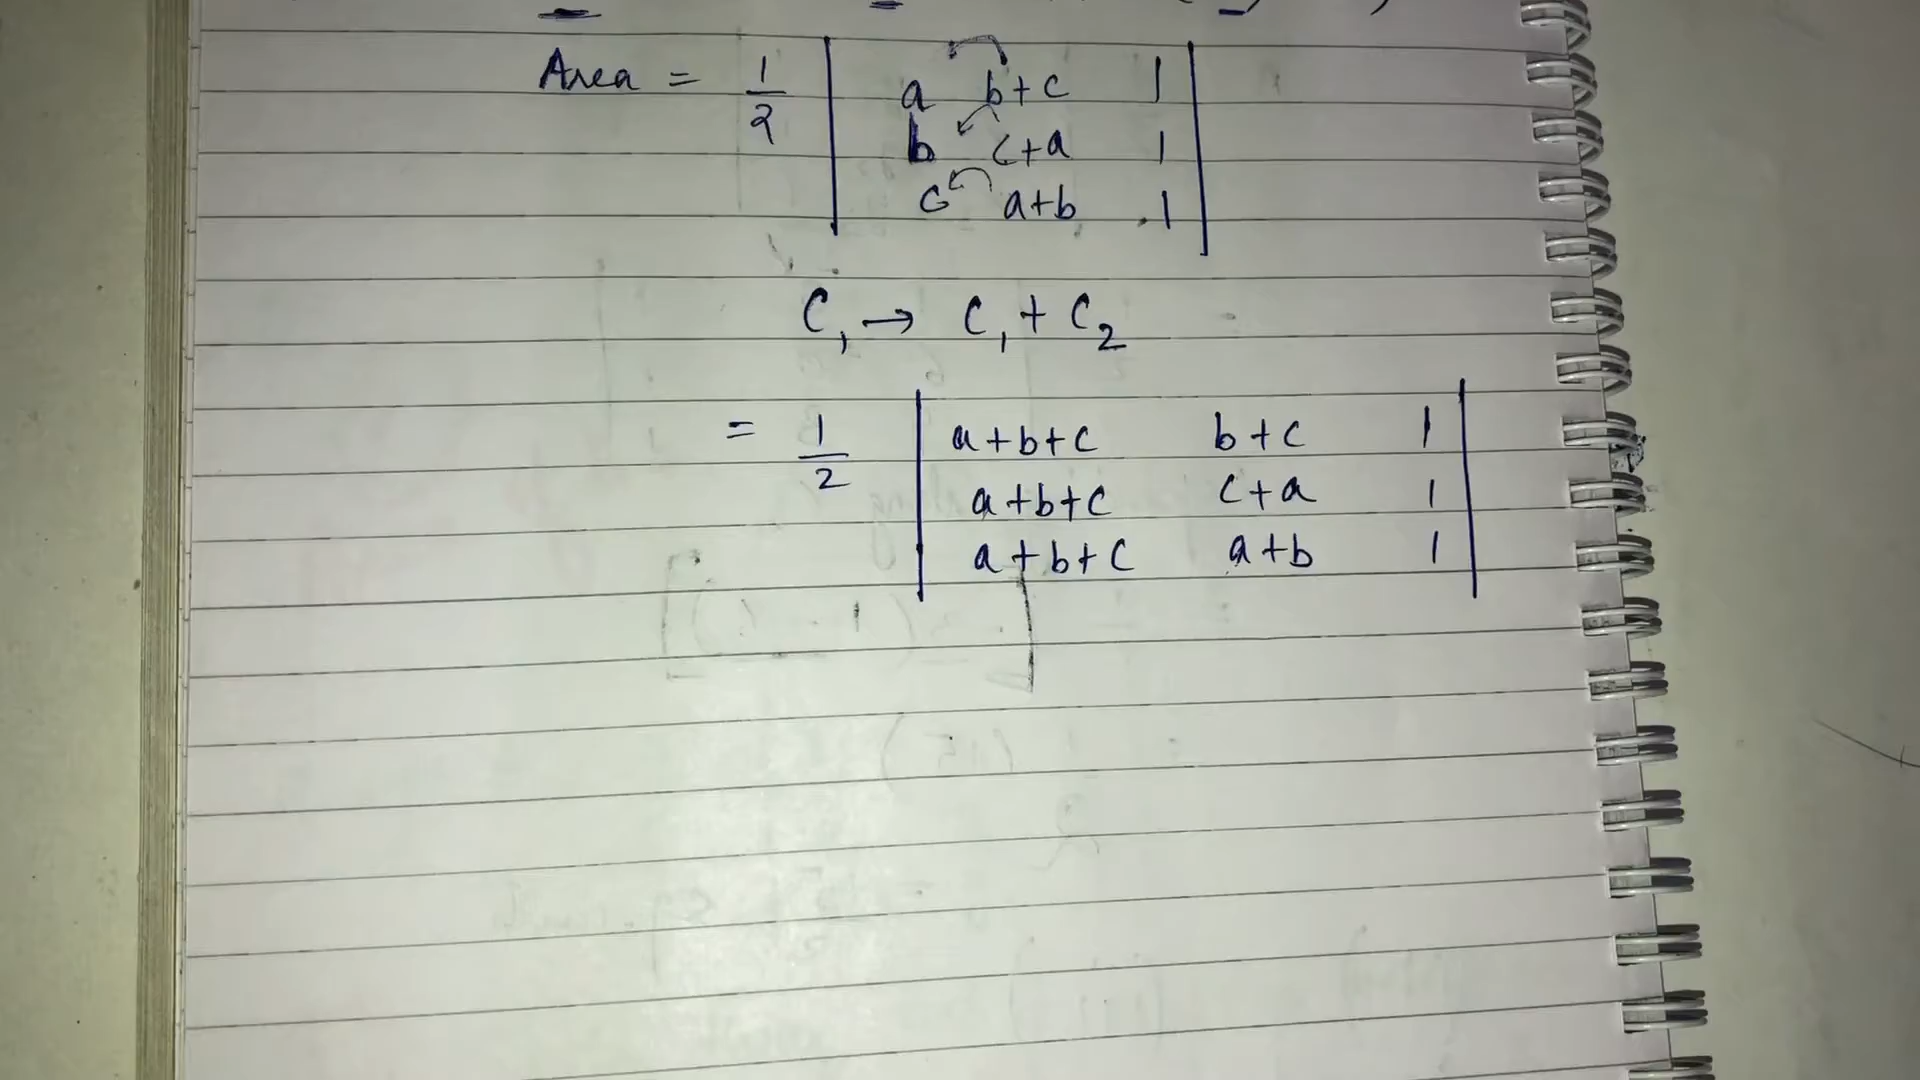 Area = 1/2 | a b+c 1 |
| b c+a 1 |
| c a+b 1 |
C₁ → C₁ + C₂
= 1/2 | a+b+c b+c 1 |
| a+b+c c+a 1 |
| a+b+c a+b 1 |